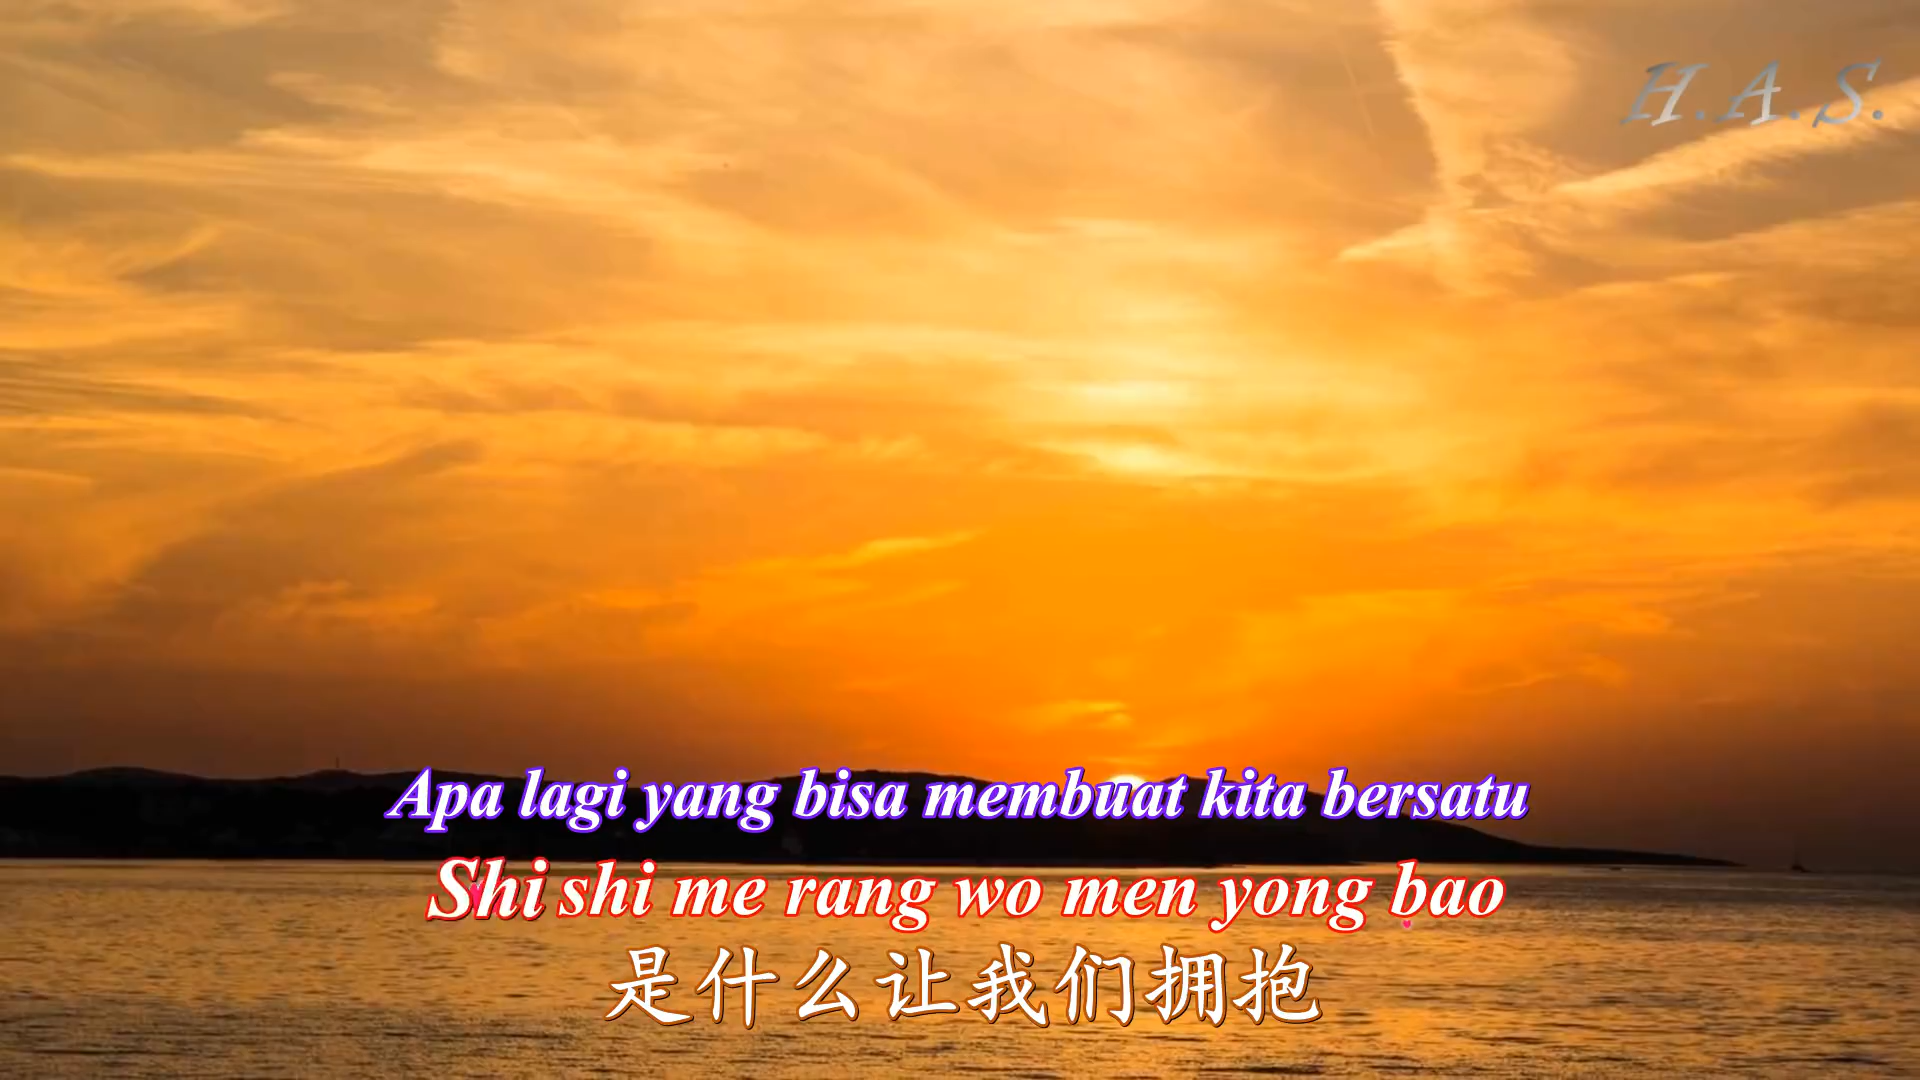 H.A.S.
Apa lagi yang bisa membuat kita bersatu
Shi shi me rang wo men yong bao
是什么让我们拥抱